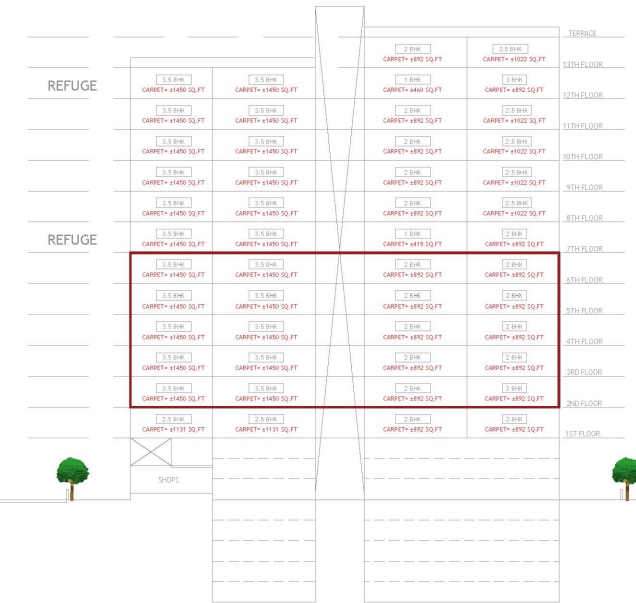 TERRACE
2 BHK 2.5 BHK
CARPET= ±892 SQ.FT CARPET= ±1022 SQ.FT
13TH FLOOR
REFUGE
3.5 BHK 3.5 BHK 1 BHK 3 BHK
CARPET= ±1450 SQ.FT CARPET= ±1450 SQ.FT CARPET= ±460 SQ.FT CARPET= ±892 SQ.FT
12TH FLOOR
3.5 BHK 3.5 BHK 2 BHK 2.5 BHK
CARPET= ±1450 SQ.FT CARPET= ±1450 SQ.FT CARPET= ±892 SQ.FT CARPET= ±1022 SQ.FT
11TH FLOOR
3.5 BHK 3.5 BHK 2 BHK 2.5 BHK
CARPET= ±1450 SQ.FT CARPET= ±1450 SQ.FT CARPET= ±892 SQ.FT CARPET= ±1022 SQ.FT
10TH FLOOR
3.5 BHK 3.5 BHK 2 BHK 2.5 BHK
CARPET= ±1450 SQ.FT CARPET= ±1450 SQ.FT CARPET= ±892 SQ.FT CARPET= ±1022 SQ.FT
9TH FLOOR
3.5 BHK 3.5 BHK 2 BHK 2.5 BHK
CARPET= ±1450 SQ.FT CARPET= ±1450 SQ.FT CARPET= ±892 SQ.FT CARPET= ±1022 SQ.FT
8TH FLOOR
REFUGE
3.5 BHK 3.5 BHK 1 BHK 2 BHK
CARPET= ±1450 SQ.FT CARPET= ±1450 SQ.FT CARPET= ±415 SQ.FT CARPET= ±892 SQ.FT
7TH FLOOR
3.5 BHK 3.5 BHK 2 BHK 2 BHK
CARPET= ±1450 SQ.FT CARPET= ±1450 SQ.FT CARPET= ±892 SQ.FT CARPET= ±892 SQ.FT
6TH FLOOR
3.5 BHK 3.5 BHK 2 BHK 2 BHK
CARPET= ±1450 SQ.FT CARPET= ±1450 SQ.FT CARPET= ±892 SQ.FT CARPET= ±892 SQ.FT
5TH FLOOR
3.5 BHK 3.5 BHK 2 BHK 2 BHK
CARPET= ±1450 SQ.FT CARPET= ±1450 SQ.FT CARPET= ±892 SQ.FT CARPET= ±892 SQ.FT
4TH FLOOR
3.5 BHK 3.5 BHK 2 BHK 2 BHK
CARPET= ±1450 SQ.FT CARPET= ±1450 SQ.FT CARPET= ±892 SQ.FT CARPET= ±892 SQ.FT
3RD FLOOR
3.5 BHK 3.5 BHK 2 BHK 2 BHK
CARPET= ±1450 SQ.FT CARPET= ±1450 SQ.FT CARPET= ±892 SQ.FT CARPET= ±892 SQ.FT
2ND FLOOR
2.5 BHK 2.5 BHK 2 BHK 2 BHK
CARPET= ±1131 SQ.FT CARPET= ±1131 SQ.FT CARPET= ±892 SQ.FT CARPET= ±892 SQ.FT
1ST FLOOR
SHOPS